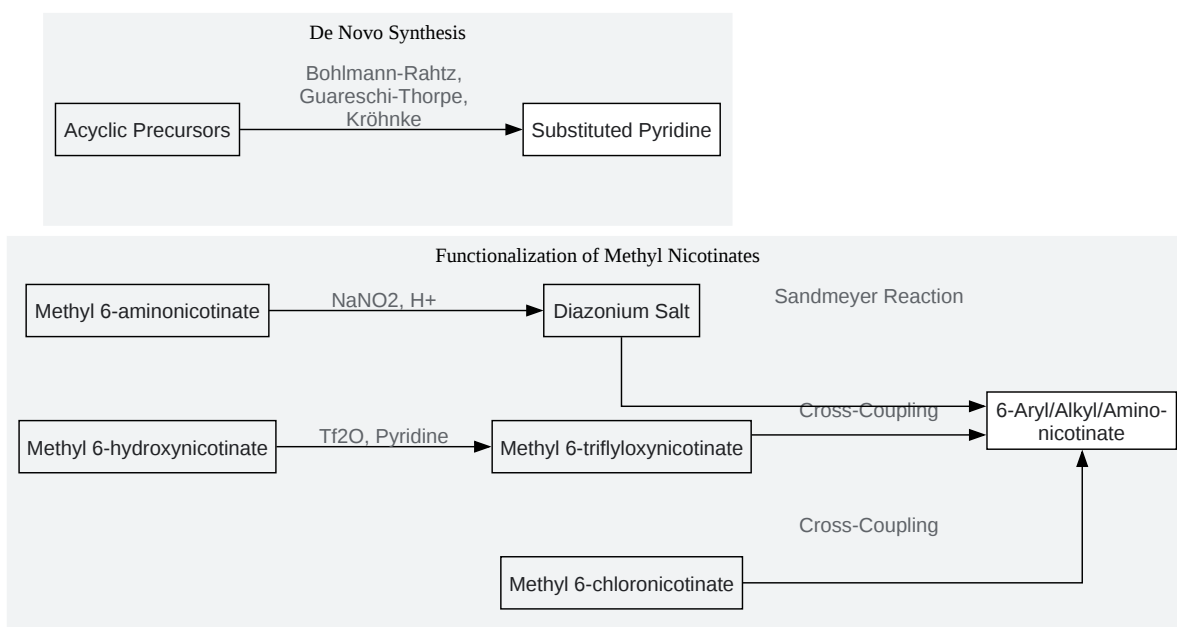 De Novo Synthesis
Bohlmann-Rahtz,
Guareschi-Thorpe,
Kröhnke
Acyclic Precursors
Substituted Pyridine
Functionalization of Methyl Nicotinates
Methyl 6-aminonicotinate
NaNO2, H+
Diazonium Salt
Sandmeyer Reaction
Methyl 6-hydroxynicotinate
Tf2O, Pyridine
Methyl 6-triflyloxynicotinate
Cross-Coupling
6-Aryl/Alkyl/Amino-
nicotinate
Cross-Coupling
Methyl 6-chloronicotinate